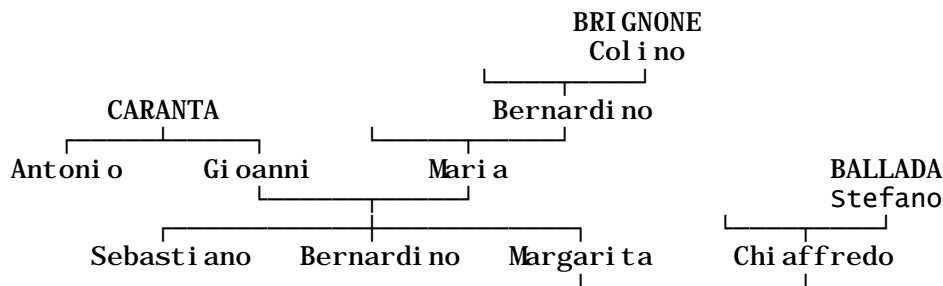 BRIGNONE
Colino
CARANTA
Bernardino
Antonio Gioanni Maria BALLADA
Stefano
Sebastiano Bernardino Margarita Chiaffredo